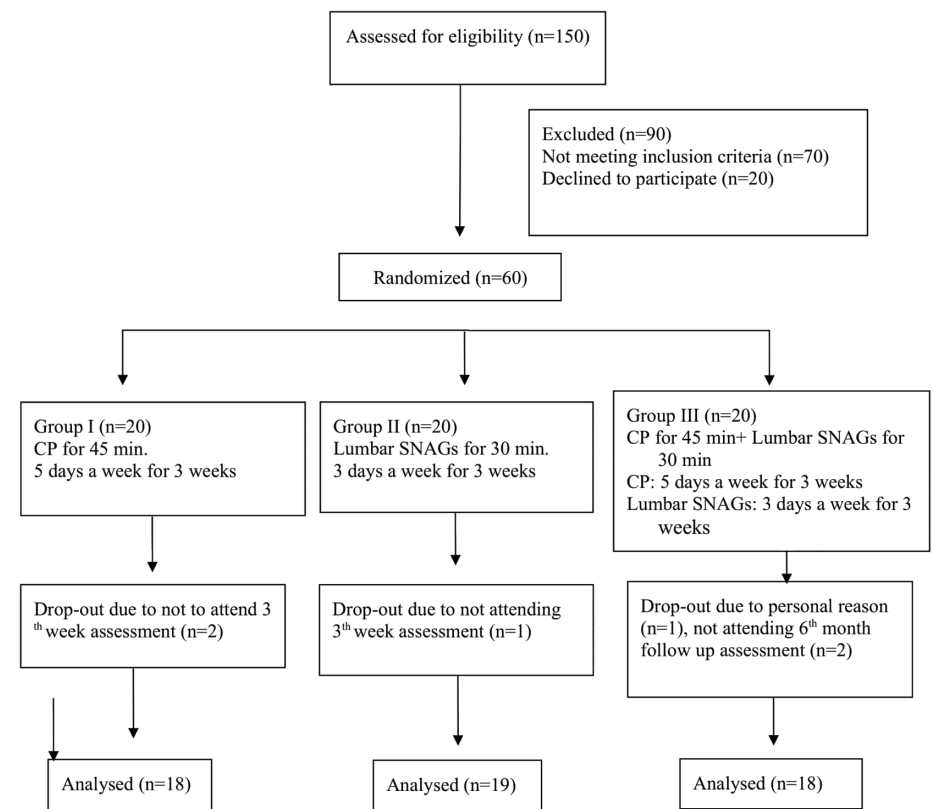 Assessed for eligibility (n=150)
Excluded (n=90)
Not meeting inclusion criteria (n=70)
Declined to participate (n=20)
Randomized (n=60)
Group I (n=20)
CP for 45 min.
5 days a week for 3 weeks
Group II (n=20)
Lumbar SNAGs for 30 min.
3 days a week for 3 weeks
Group III (n=20)
CP for 45 min+ Lumbar SNAGs for
30 min
CP: 5 days a week for 3 weeks
Lumbar SNAGs: 3 days a week for 3
weeks
Drop-out due to not to attend 3
th week assessment (n=2)
Drop-out due to not attending
3th week assessment (n=1)
Drop-out due to personal reason
(n=1), not attending 6th month
follow up assessment (n=2)
Analysed (n=18)
Analysed (n=19)
Analysed (n=18)